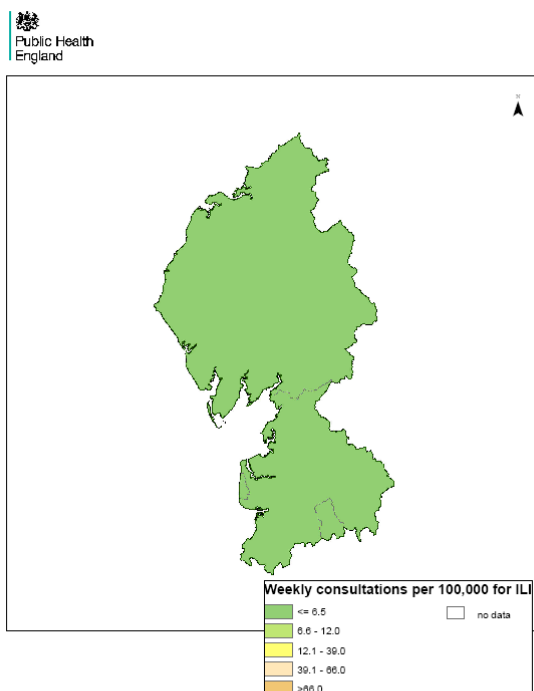 Public Health
England
N
Weekly consultations per 100,000 for ILI
<= 6.5
no data
6.6 - 12.0
12.1 - 39.0
39.1 - 66.0
>66.0